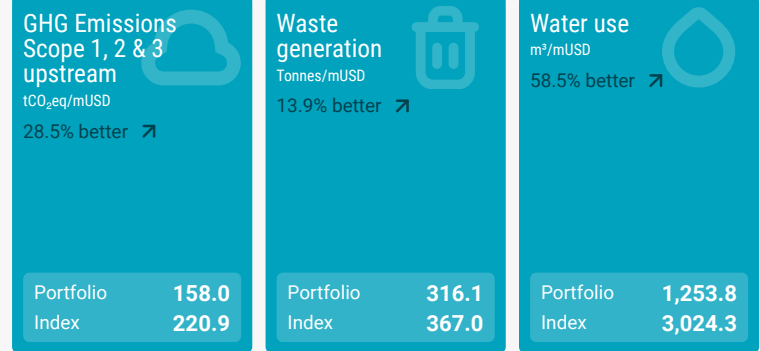 GHG Emissions
Scope 1, 2 & 3
upstream
tCO₂eq/mUSD
28.5% better
Portfolio 158.0
Index 220.9
Waste
generation
Tonnes/mUSD
13.9% better
Portfolio 316.1
Index 367.0
Water use
m³/mUSD
58.5% better
Portfolio 1,253.8
Index 3,024.3